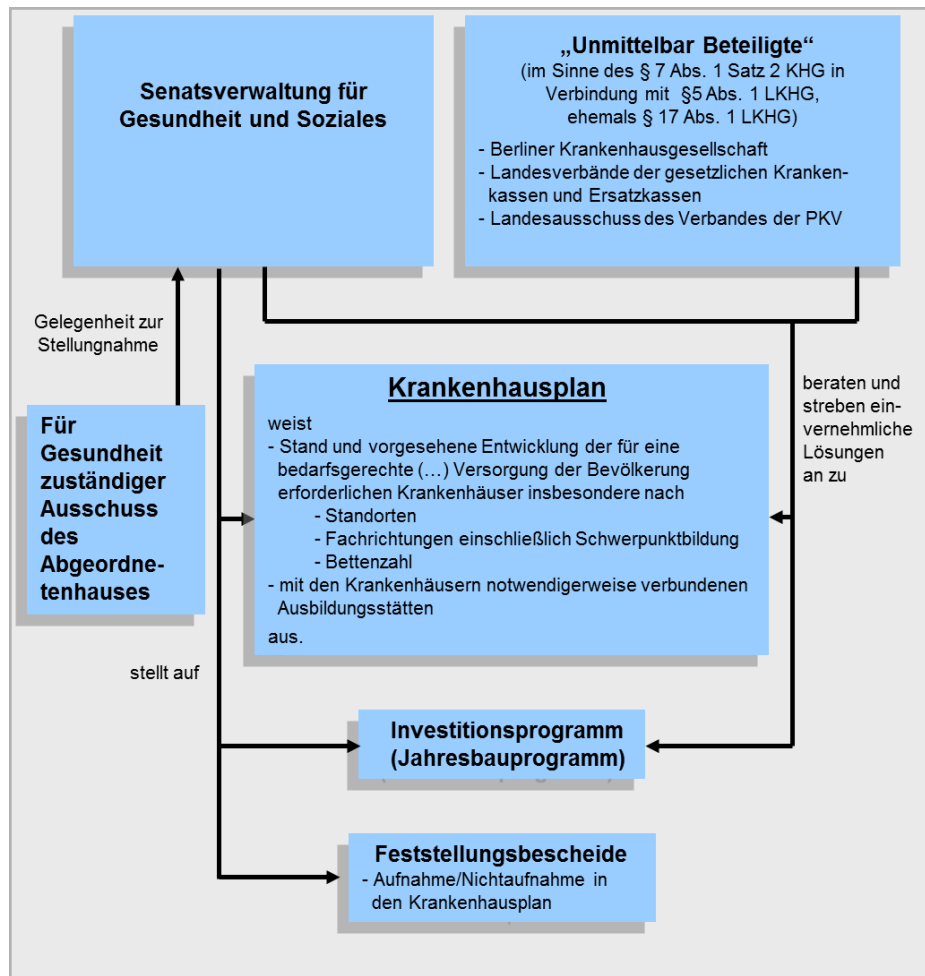 Senatsverwaltung für
Gesundheit und Soziales
„Unmittelbar Beteiligte“
(im Sinne des § 7 Abs. 1 Satz 2 KHG in
Verbindung mit §5 Abs. 1 LKHG,
ehemals § 17 Abs. 1 LKHG)
- Berliner Krankenhausgesellschaft
- Landesverbände der gesetzlichen Kranken-
kassen und Ersatzkassen
- Landesausschuss des Verbandes der PKV
Gelegenheit zur
Stellungnahme
Für
Gesundheit
zuständiger
Ausschuss
des
Abgeordne-
tenhauses
Krankenhausplan
weist
- Stand und vorgesehene Entwicklung der für eine
bedarfsgerechte (…) Versorgung der Bevölkerung
erforderlichen Krankenhäuser insbesondere nach
- Standorten
- Fachrichtungen einschließlich Schwerpunktbildung
- Bettenzahl
- mit den Krankenhäusern notwendigerweise verbundenen
Ausbildungsstätten
aus.
beraten und
streben ein-
vernehmliche
Lösungen
an zu
stellt auf
Investitionsprogramm
(Jahresbauprogramm)
Feststellungsbescheide
- Aufnahme/Nichtaufnahme in
den Krankenhausplan